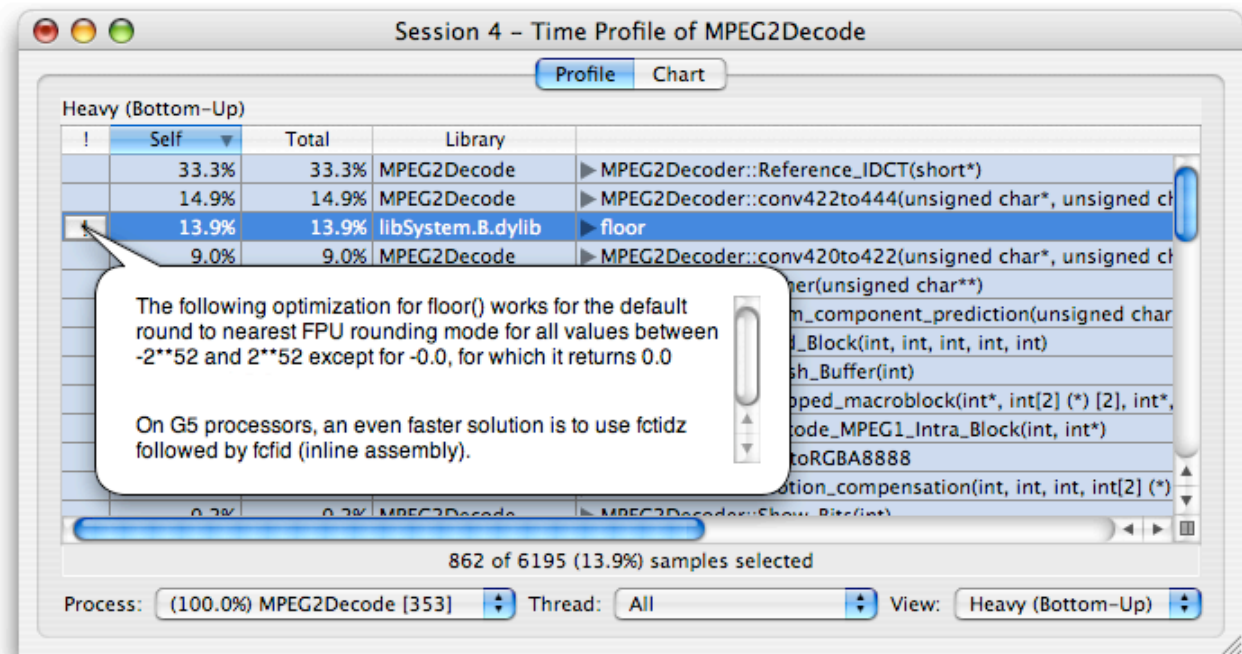 Session 4 – Time Profile of MPEG2Decode
Profile Chart
Heavy (Bottom-Up)
! Self Total Library
33.3% 33.3% MPEG2Decode MPEG2Decoder::Reference_IDCT(short*)
14.9% 14.9% MPEG2Decode MPEG2Decoder::conv422to444(unsigned char*, unsigned ch
! 13.9% 13.9% libSystem.B.dylib floor
9.0% 9.0% MPEG2Decode MPEG2Decoder::conv420to422(unsigned char*, unsigned ch
The following optimization for floor() works for the default
round to nearest FPU rounding mode for all values between
-2**52 and 2**52 except for -0.0, for which it returns 0.0
On G5 processors, an even faster solution is to use fctidz
followed by fcfid (inline assembly).
her(unsigned char**)
m_component_prediction(unsigned char
d_Block(int, int, int, int, int)
sh_Buffer(int)
pped_macroblock(int*, int[2] (*) [2], int*,
code_MPEG1_Intra_Block(int, int*)
toRGBA8888
otion_compensation(int, int, int, int[2] (*)
MPEG2Decode MPEG2Decoder::Show_Bits(int)
862 of 6195 (13.9%) samples selected
Process: (100.0%) MPEG2Decode [353] Thread: All View: Heavy (Bottom-Up)